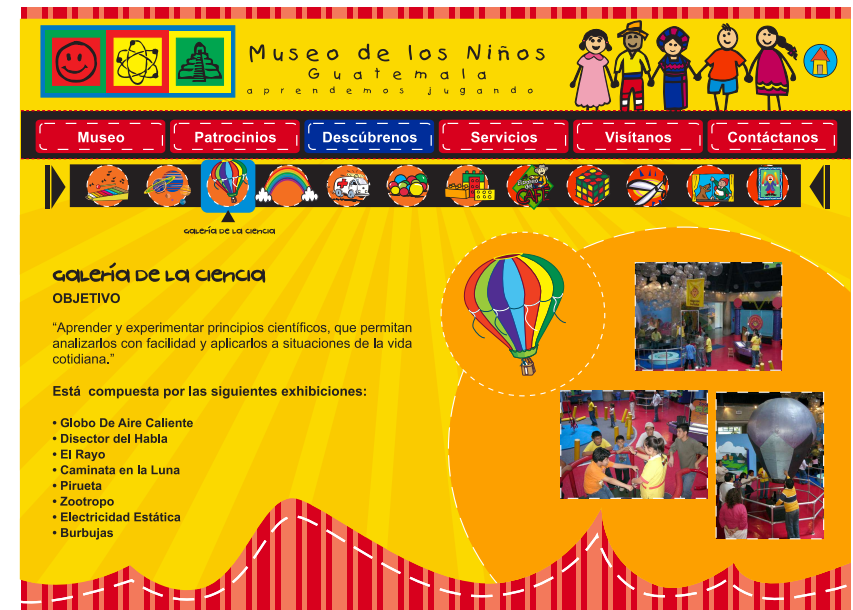 Museo de los Niños
Guatemala
aprendemos jugando
Museo
Patrocinios
Descúbrenos
Servicios
Visítanos
Contáctanos
Galería de la Ciencia
Galería de la Ciencia
OBJETIVO
“Aprender y experimentar principios científicos, que permitan
analizarlos con facilidad y aplicarlos a situaciones de la vida
cotidiana.”
Está compuesta por las siguientes exhibiciones:
• Globo De Aire Caliente
• Disector del Habla
• El Rayo
• Caminata en la Luna
• Pirueta
• Zootropo
• Electricidad Estática
• Burbujas